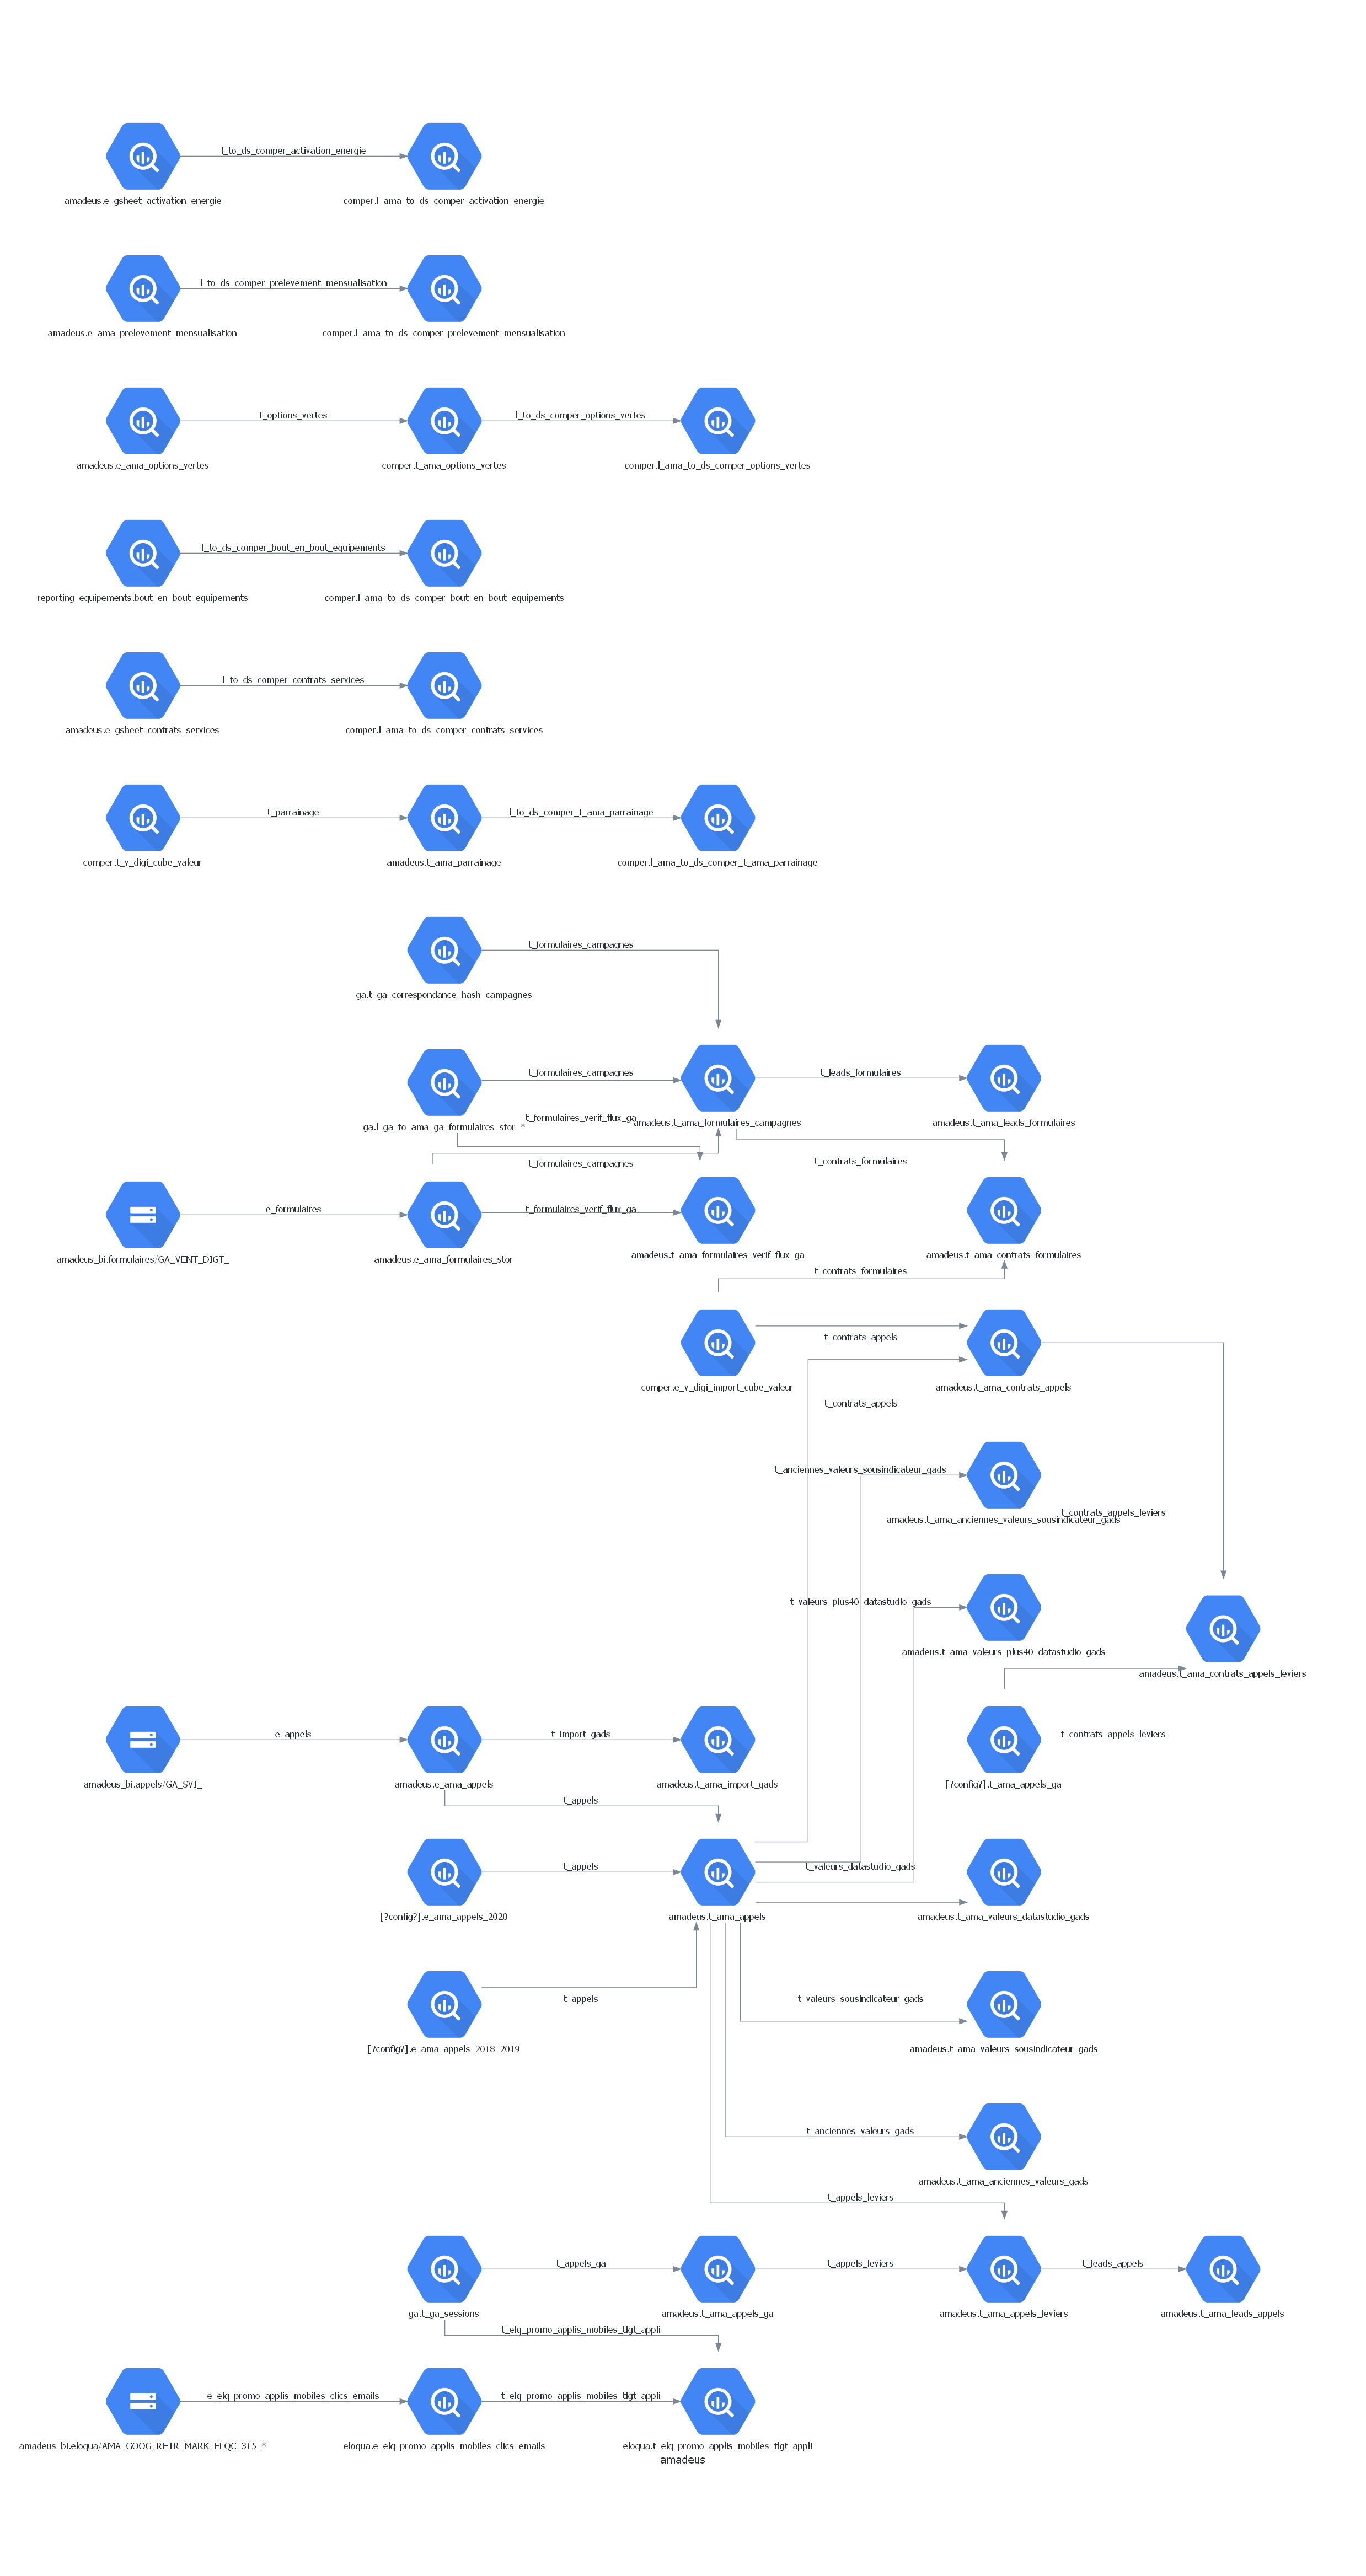 l_to_ds_comper_activation_energie
amadeus.e_gsheet_activation_energie
comper.l_ama_to_ds_comper_activation_energie
l_to_ds_comper_prelevement_mensualisation
amadeus.e_ama_prelevement_mensualisation
comper.l_ama_to_ds_comper_prelevement_mensualisation
t_options_vertes
l_to_ds_comper_options_vertes
amadeus.e_ama_options_vertes
comper.t_ama_options_vertes
comper.l_ama_to_ds_comper_options_vertes
l_to_ds_comper_bout_en_bout_equipements
reporting_equipements.bout_en_bout_equipements
comper.l_ama_to_ds_comper_bout_en_bout_equipements
l_to_ds_comper_contrats_services
amadeus.e_gsheet_contrats_services
comper.l_ama_to_ds_comper_contrats_services
t_parrainage
l_to_ds_comper_t_ama_parrainage
comper.t_v_digi_cube_valeur
amadeus.t_ama_parrainage
comper.l_ama_to_ds_comper_t_ama_parrainage
t_formulaires_campagnes
ga.t_ga_correspondance_hash_campagnes
t_formulaires_campagnes
t_leads_formulaires
t_formulaires_verif_flux_ga
ga.l_ga_to_ama_ga_formulaires_stor_*
amadeus.t_ama_formulaires_campagnes
amadeus.t_ama_leads_formulaires
t_formulaires_campagnes
t_contrats_formulaires
e_formulaires
t_formulaires_verif_flux_ga
amadeus_bi.formulaires/GA_VENT_DIGT_
amadeus.e_ama_formulaires_stor
amadeus.t_ama_formulaires_verif_flux_ga
amadeus.t_ama_contrats_formulaires
t_contrats_formulaires
t_contrats_appels
comper.e_v_digi_import_cube_valeur
amadeus.t_ama_contrats_appels
t_contrats_appels
t_anciennes_valeurs_sousindicateur_gads
t_contrats_appels_leviers
amadeus.t_ama_anciennes_valeurs_sousindicateur_gads
t_valeurs_plus40_datastudio_gads
amadeus.t_ama_valeurs_plus40_datastudio_gads
amadeus.t_ama_contrats_appels_leviers
e_appels
t_import_gads
t_contrats_appels_leviers
amadeus_bi.appels/GA_SVI_
amadeus.e_ama_appels
amadeus.t_ama_import_gads
[?config?].t_ama_appels_ga
t_appels
t_appels
t_valeurs_datastudio_gads
[?config?].e_ama_appels_2020
amadeus.t_ama_appels
amadeus.t_ama_valeurs_datastudio_gads
t_appels
t_valeurs_sousindicateur_gads
[?config?].e_ama_appels_2018_2019
amadeus.t_ama_valeurs_sousindicateur_gads
t_anciennes_valeurs_gads
amadeus.t_ama_anciennes_valeurs_gads
t_appels_leviers
t_appels_ga
t_appels_leviers
t_leads_appels
ga.t_ga_sessions
amadeus.t_ama_appels_ga
amadeus.t_ama_appels_leviers
amadeus.t_ama_leads_appels
t_elq_promo_applis_mobiles_tlgt_appli
e_elq_promo_applis_mobiles_clics_emails
t_elq_promo_applis_mobiles_tlgt_appli
amadeus_bi.eloqua/AMA_GOOG_RETR_MARK_ELQC_315_*
eloqua.e_elq_promo_applis_mobiles_clics_emails
eloqua.t_elq_promo_applis_mobiles_tlgt_appli
amadeus